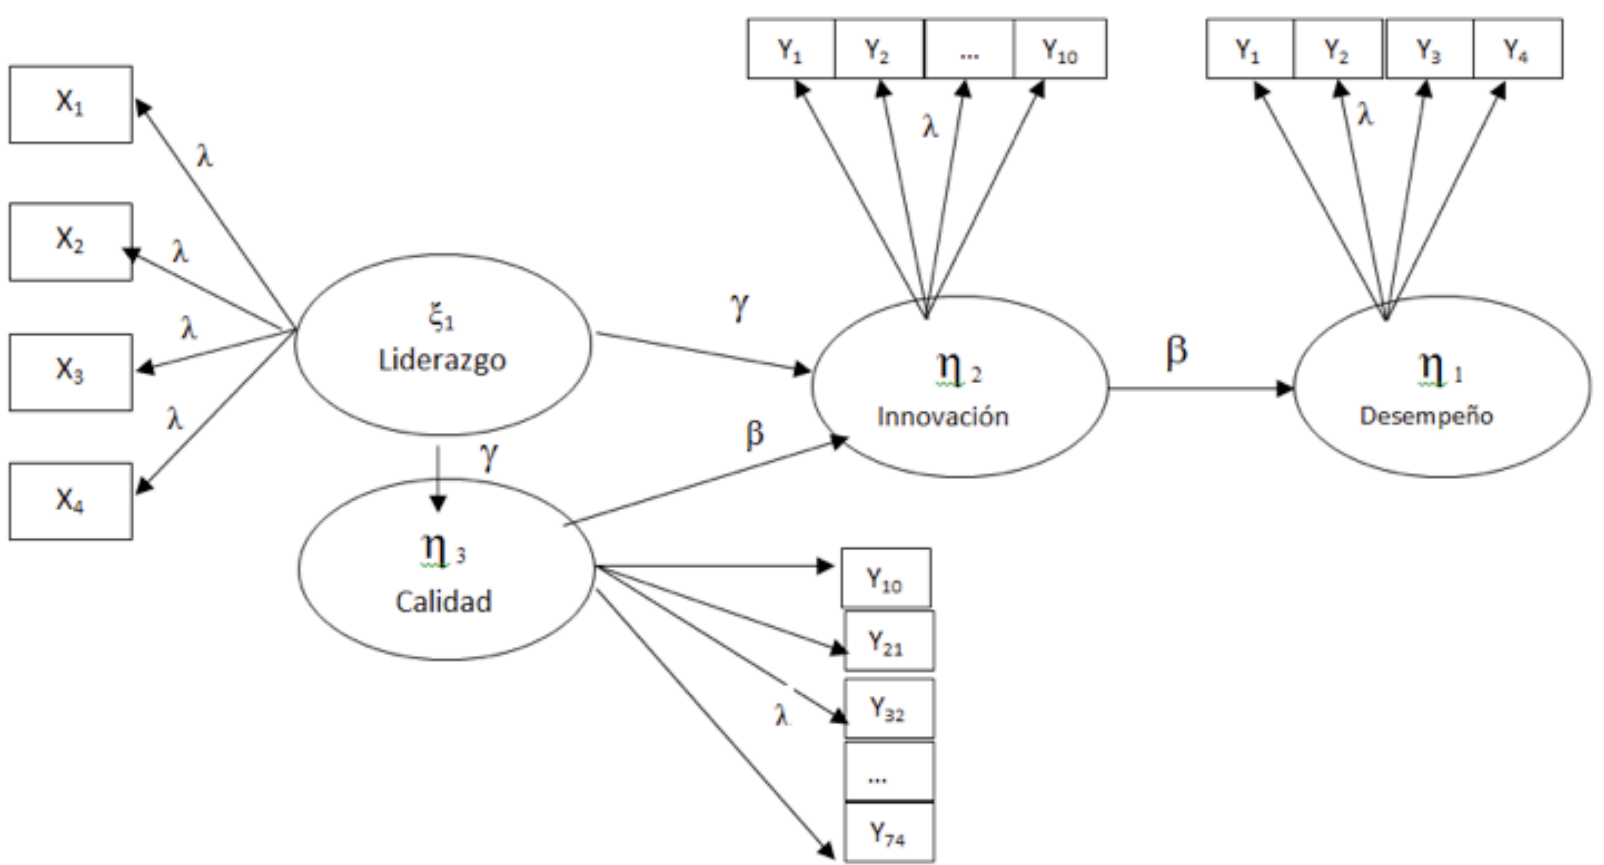 Y1 Y2 ... Y10
Y1 Y2 Y3 Y4
X1
λ
X2
λ
X3
λ
X4
λ
ξ1
Liderazgo
γ
γ
λ
η 2
Innovación
β
λ
η 1
Desempeño
β
η 3
Calidad
λ
Y10
Y21
Y32
...
Y74